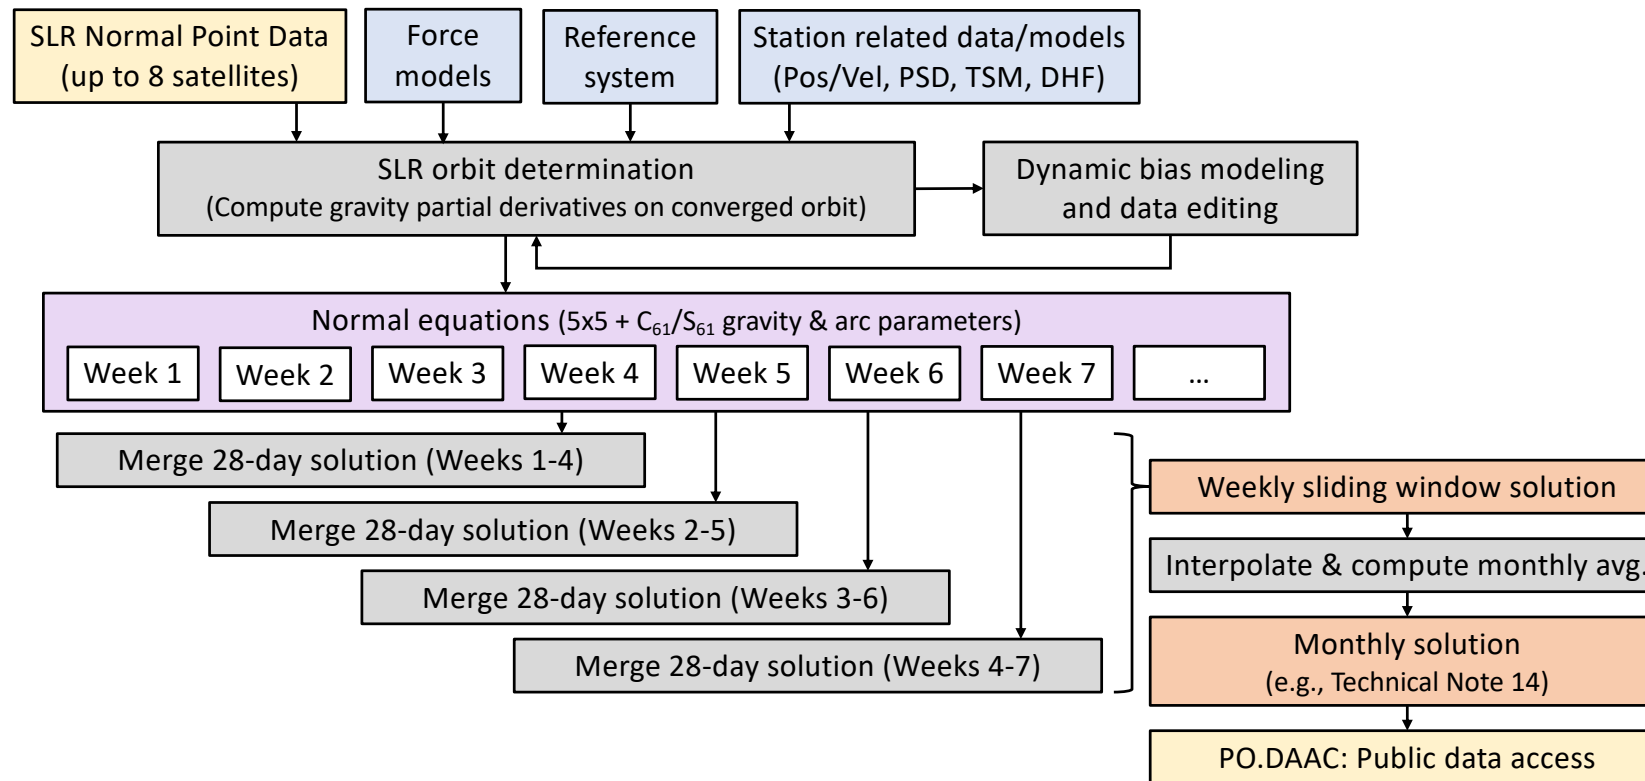 SLR Normal Point Data
(up to 8 satellites)
Force
models
Reference
system
Station related data/models
(Pos/Vel, PSD, TSM, DHF)
SLR orbit determination
(Compute gravity partial derivatives on converged orbit)
Dynamic bias modeling
and data editing
Normal equations (5x5 + C₆₁/S₆₁ gravity & arc parameters)
Week 1
Week 2
Week 3
Week 4
Week 5
Week 6
Week 7
...
Merge 28-day solution (Weeks 1-4)
Merge 28-day solution (Weeks 2-5)
Merge 28-day solution (Weeks 3-6)
Merge 28-day solution (Weeks 4-7)
Weekly sliding window solution
Interpolate & compute monthly avg.
Monthly solution
(e.g., Technical Note 14)
PO.DAAC: Public data access